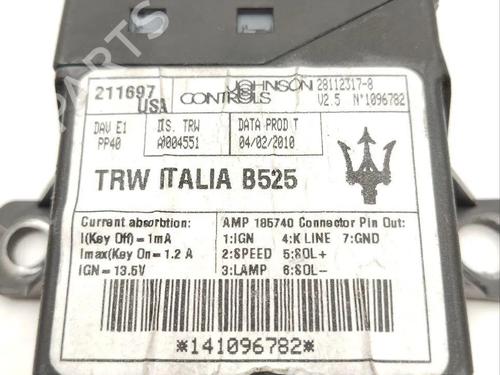 211697
USA
JOHNSON
CONTROLS
28112317-8
V2.5 N°1096782
DAV E1
PP40
DIS. TRW
A1004551
DATA PROD T
04/02/2010
TRW ITALIA B525
Current absorbtion:
I(Key Off) = 1mA
Imax(Key On = 1.2 A
IGN = 13.5V
AMP 185740 Connector Pin Out:
1:IGN 4:K LINE 7:GND
2:SPEED 5:SOL+
3:LAMP 6:SOL-
*141096782*